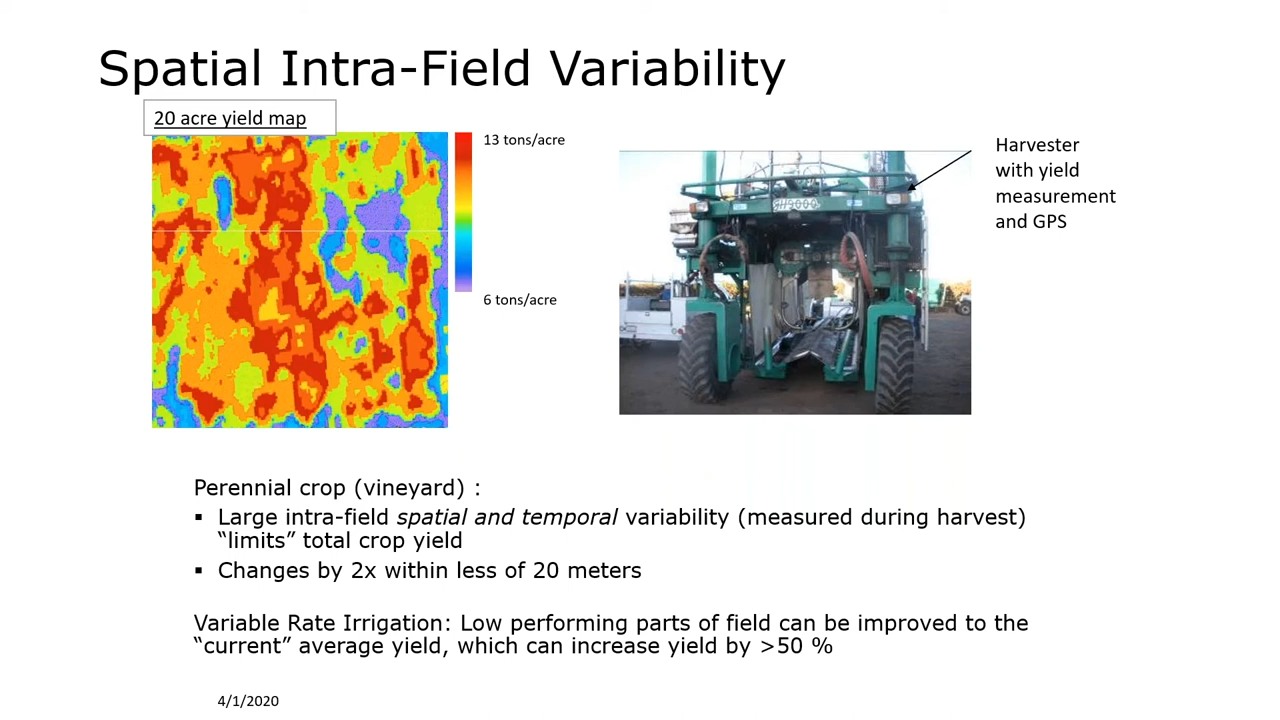 Spatial Intra-Field Variability
20 acre yield map
13 tons/acre
6 tons/acre
Harvester
with yield
measurement
and GPS
Perennial crop (vineyard) :
▪ Large intra-field spatial and temporal variability (measured during harvest)
“limits” total crop yield
▪ Changes by 2x within less of 20 meters
Variable Rate Irrigation: Low performing parts of field can be improved to the
“current” average yield, which can increase yield by >50 %
4/1/2020